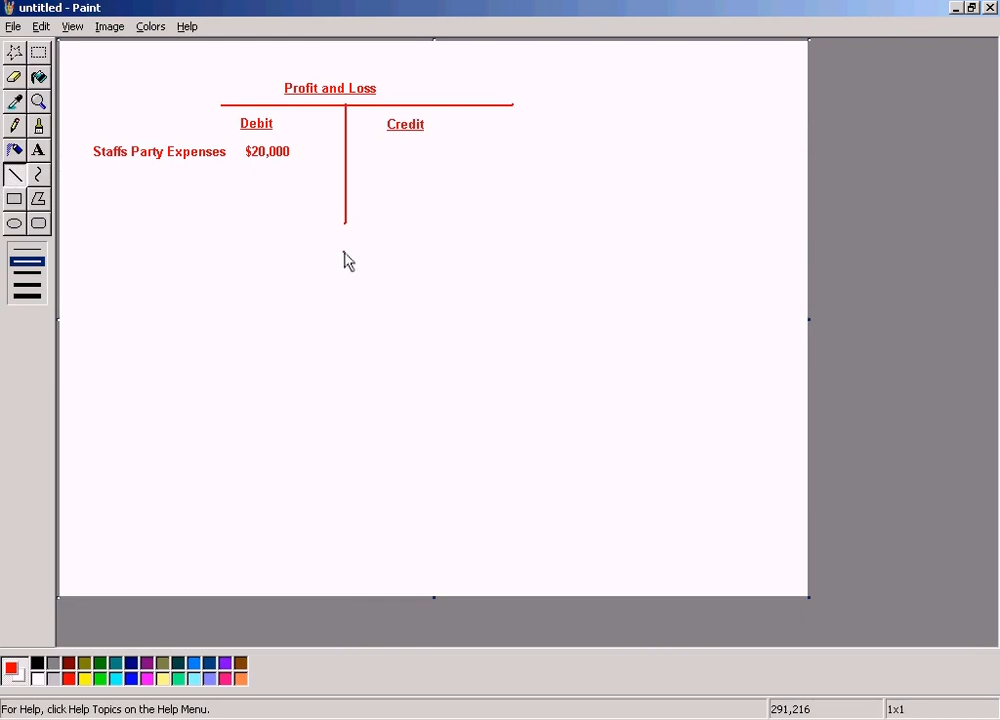 untitled - Paint
File Edit View Image Colors Help
Profit and Loss
Debit Credit
Staffs Party Expenses $20,000
A
For Help, click Help Topics on the Help Menu. 291,216 1x1